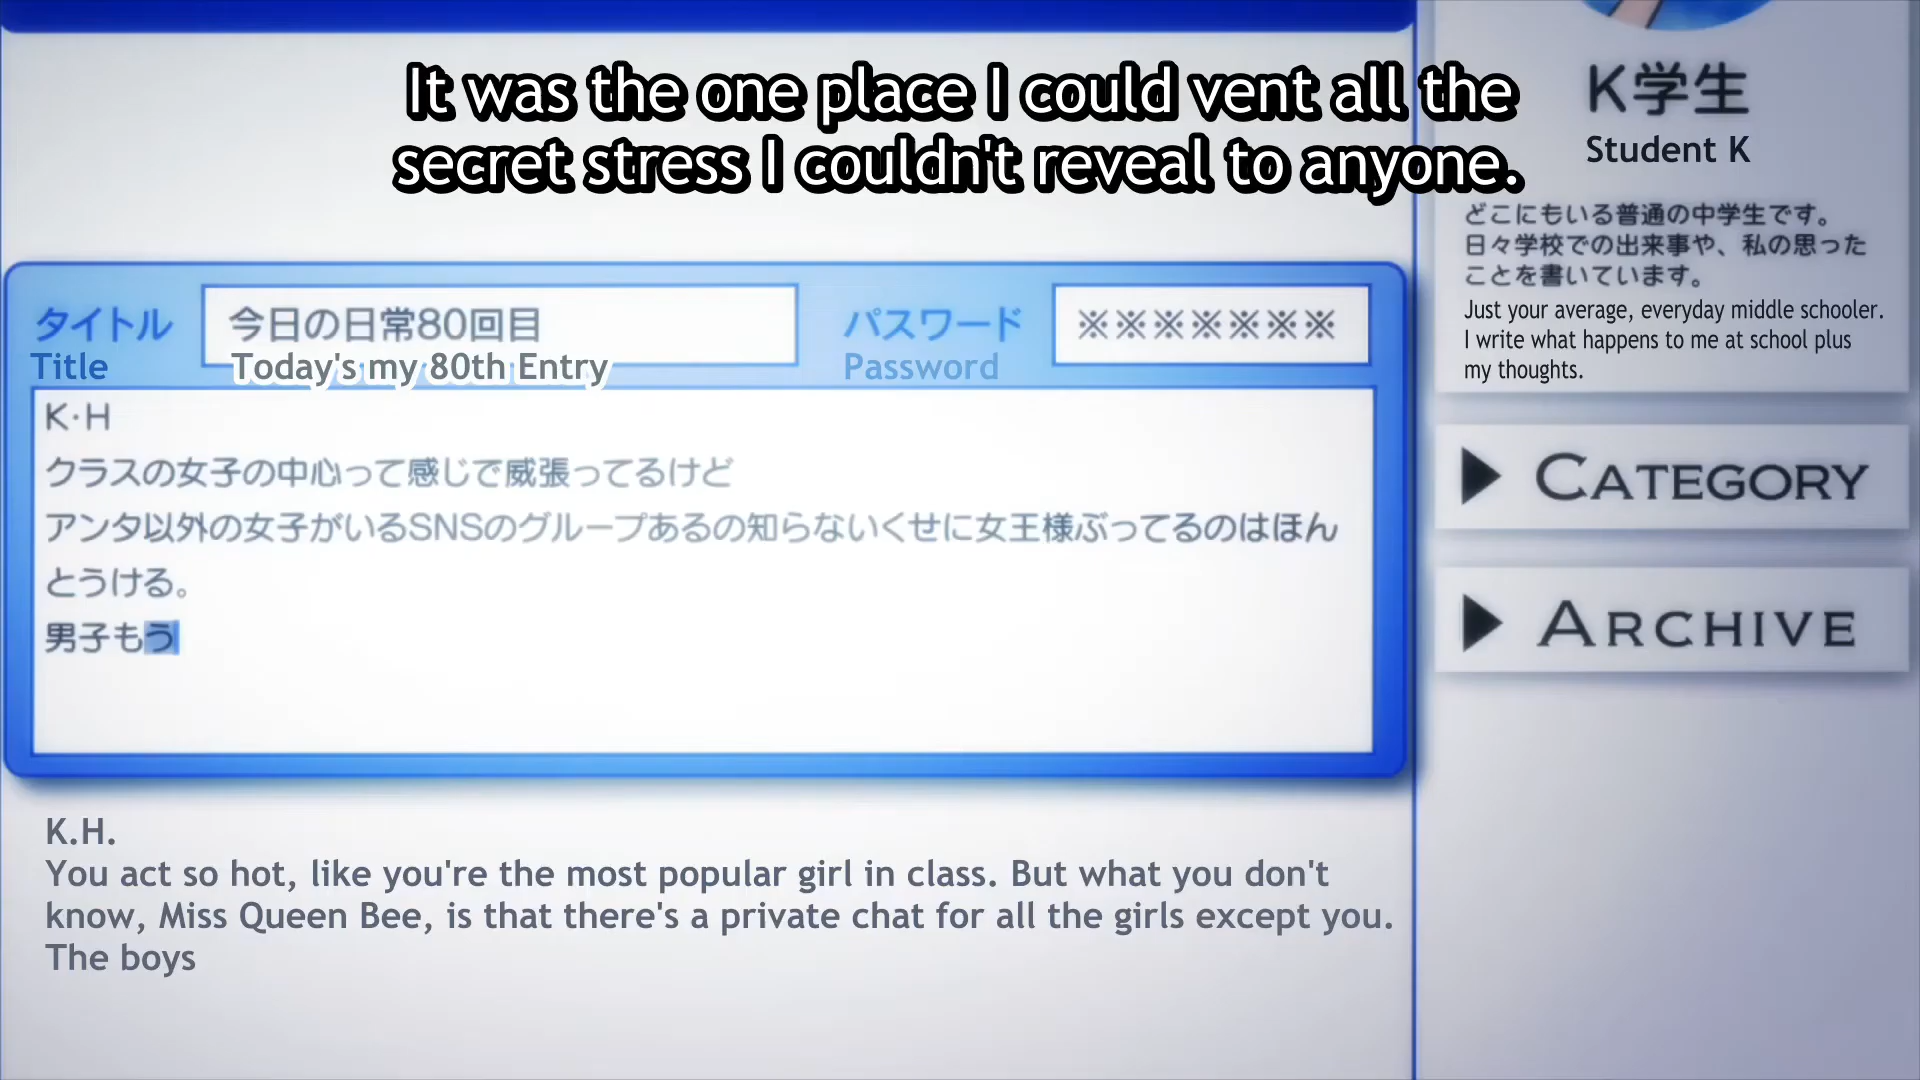 It was the one place I could vent all the
secret stress I couldn't reveal to anyone.
K学生
Student K
どこにもいる普通の中学生です。
日々学校での出来事や、私の思った
ことを書いています。
Just your average, everyday middle schooler.
I write what happens to me at school plus
my thoughts.
タイトル
今日の日常80回目
パスワード
※※※※※※※
Title
Today's my 80th Entry
Password
K·H
クラスの女子の中心って感じで威張ってるけど
アンタ以外の女子がいるSNSのグループあるの知らないくせに女王様ぶってるのはほん
とうける。
男子もう
CATEGORY
ARCHIVE
K.H.
You act so hot, like you're the most popular girl in class. But what you don't
know, Miss Queen Bee, is that there's a private chat for all the girls except you.
The boys